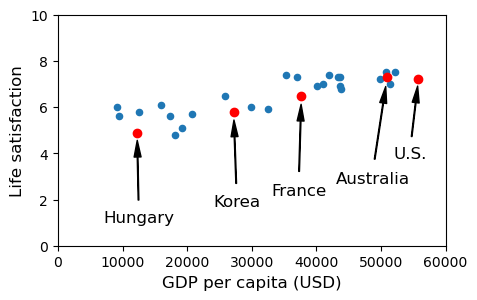 10
8
6
4
2
0
Life satisfaction
Hungary
Korea
France
Australia
U.S.
0 10000 20000 30000 40000 50000 60000
GDP per capita (USD)